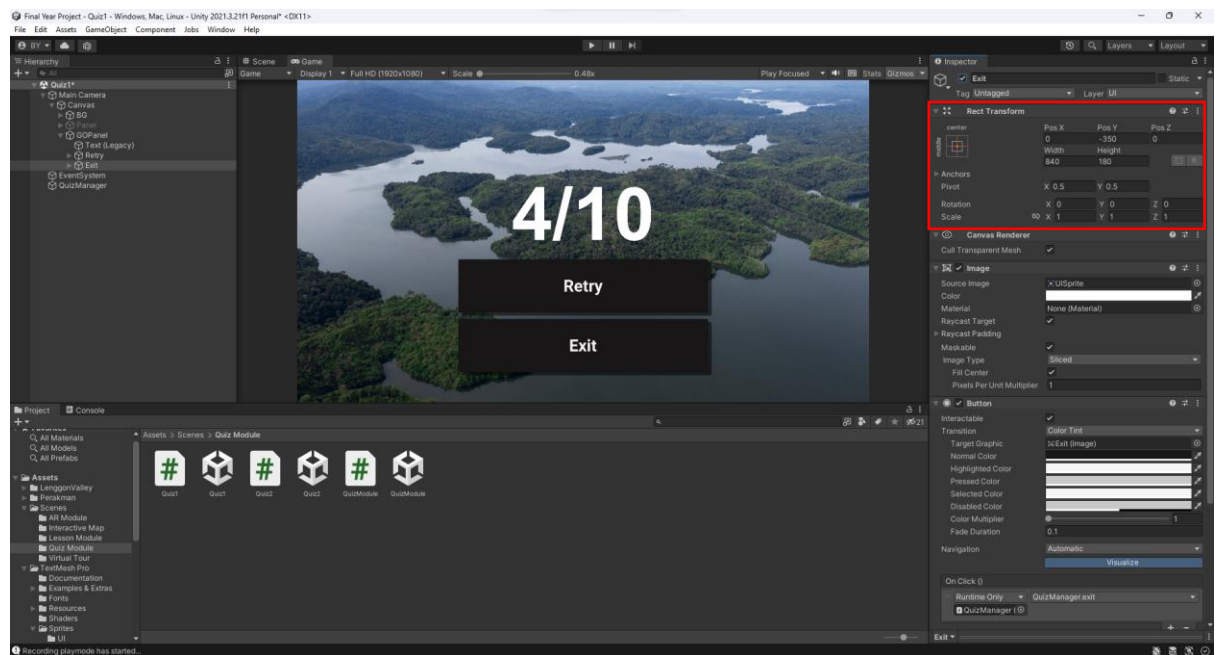 Final Year Project - Quiz1 - Windows, Mac, Linux - Unity 2021.3.21f1 Personal* <DX11>
File Edit Assets GameObject Component Jobs Window Help
BY
Layers Layout
Hierarchy
All
Quiz1*
Main Camera
Canvas
BG
Panel
GOPanel
Text (Legacy)
Retry
Exit
EventSystem
QuizManager
Scene Game
Game Display 1 Full HD (1920x1080) Scale 0.48x Play Focused Stats Gizmos
4/10
Retry
Exit
Inspector
Exit Static
Tag Untagged Layer UI
Rect Transform
center Pos X Pos Y Pos Z
middle 0 -350 0
Width Height
840 180
R
Anchors
Pivot X 0.5 Y 0.5
Rotation X 0 Y 0 Z 0
Scale X 1 Y 1 Z 1
Canvas Renderer
Cull Transparent Mesh
Image
Source Image UISprite
Color
Material None (Material)
Raycast Target
Raycast Padding
Maskable
Image Type Sliced
Fill Center
Pixels Per Unit Multiplier 1
Button
Interactable
Transition Color Tint
Target Graphic Exit (Image)
Normal Color
Highlighted Color
Pressed Color
Selected Color
Disabled Color
Color Multiplier 1
Fade Duration 0.1
Navigation Automatic
Visualize
On Click ()
Runtime Only QuizManager.exit
QuizManager (
Exit
Project Console
21
Favorites
All Materials
All Models
All Prefabs
Assets
LenggonValley
Perakman
Scenes
AR Module
Interactive Map
Lesson Module
Quiz Module
Virtual Tour
TextMesh Pro
Documentation
Examples & Extras
Fonts
Resources
Shaders
Sprites
UI
Assets > Scenes > Quiz Module
# # #
Quiz1 Quiz1 Quiz2 Quiz2 QuizModule QuizModule
Recording playmode has started...